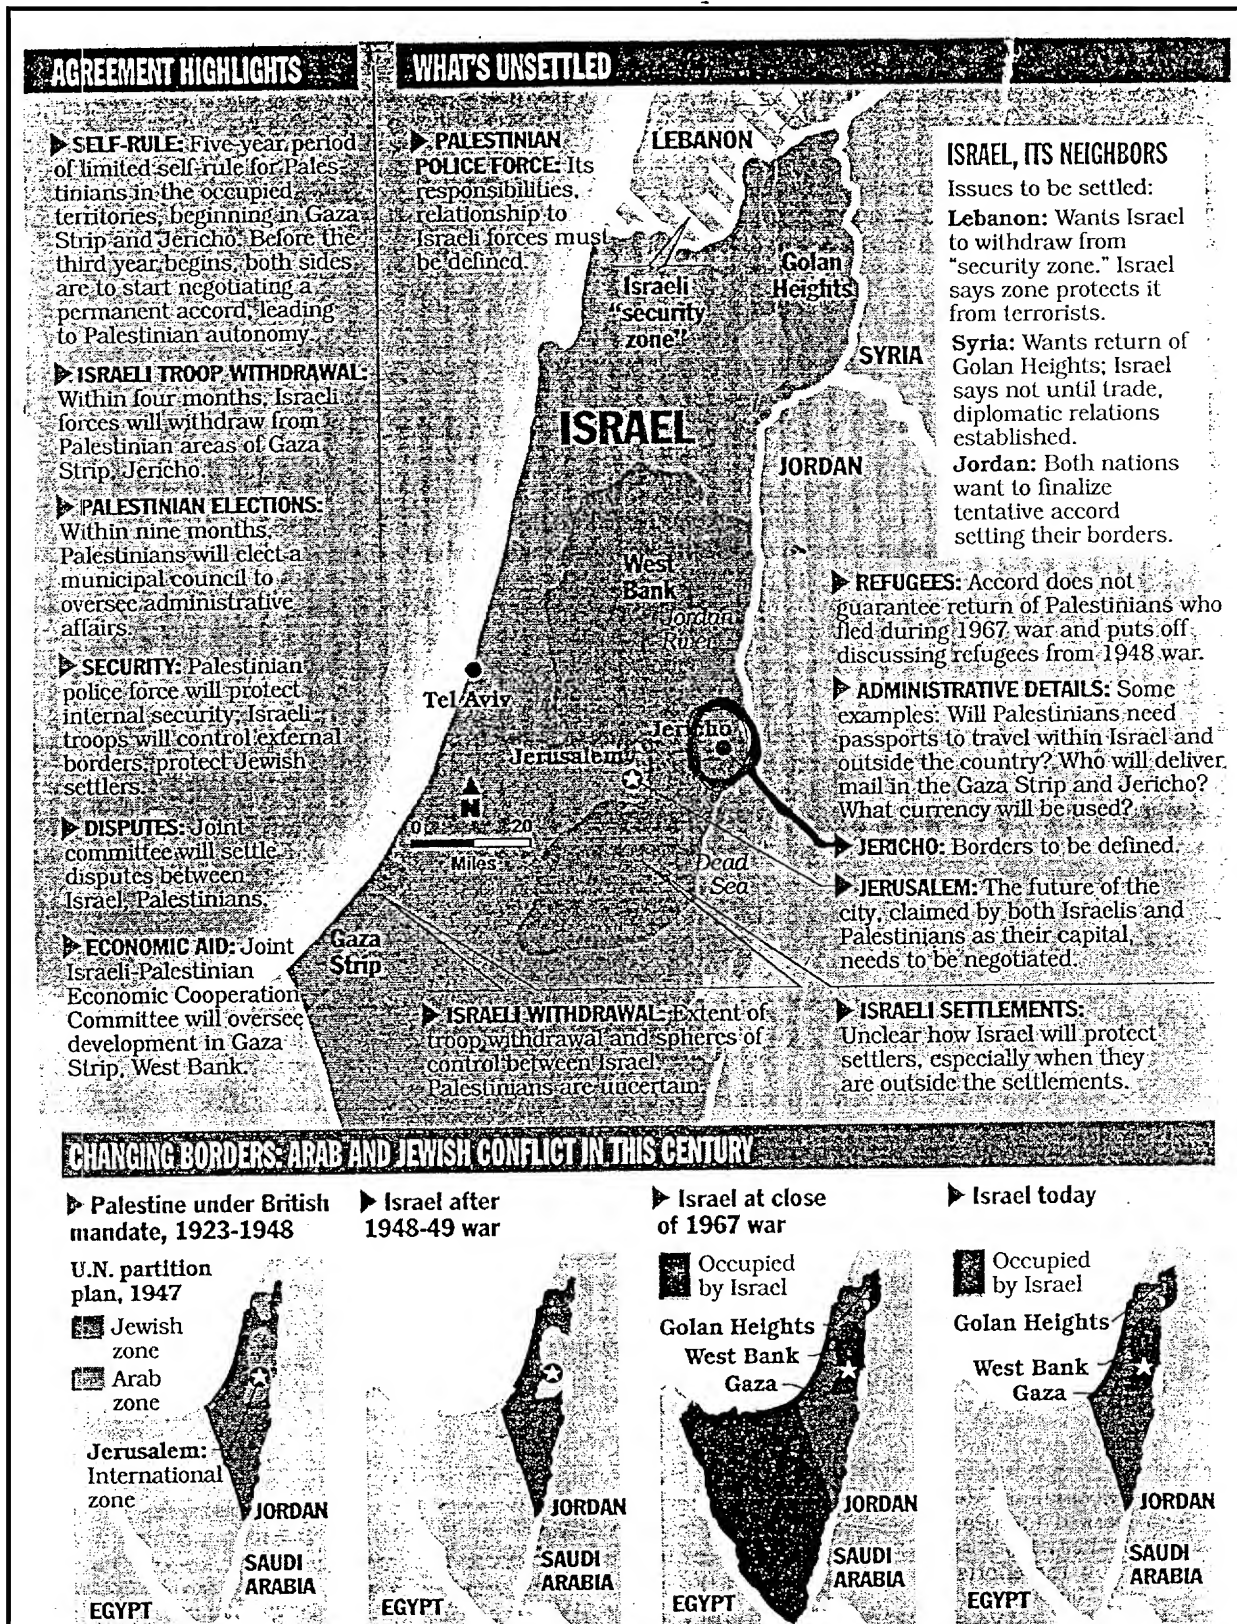 AGREEMENT HIGHLIGHTS
▶ SELF-RULE: Five-year period
of limited self-rule for Pales-
tinians in the occupied
territories, beginning in Gaza
Strip and Jericho. Before the
third year begins, both sides
are to start negotiating a
permanent accord, leading
to Palestinian autonomy.
▶ ISRAELI TROOP WITHDRAWAL:
Within four months, Israeli
forces will withdraw from
Palestinian areas of Gaza
Strip, Jericho.
▶ PALESTINIAN ELECTIONS:
Within nine months,
Palestinians will elect a
municipal council to
oversee administrative
affairs.
▶ SECURITY: Palestinian
police force will protect
internal security; Israeli
troops will control external
borders, protect Jewish
settlers.
▶ DISPUTES: Joint
committee will settle
disputes between
Israel, Palestinians.
▶ ECONOMIC AID: Joint
Israeli-Palestinian
Economic Cooperation
Committee will oversee
development in Gaza
Strip, West Bank.
WHAT'S UNSETTLED
▶ PALESTINIAN
POLICE FORCE: Its
responsibilities,
relationship to
Israeli forces must
be defined.
LEBANON
Golan
Heights
Israeli
"security
zone"
SYRIA
ISRAEL
JORDAN
West
Bank
Jordan
River
Tel Aviv
Jericho
Jerusalem
N
0 20
Miles
Dead
Sea
Gaza
Strip
ISRAEL, ITS NEIGHBORS
Issues to be settled:
Lebanon: Wants Israel
to withdraw from
"security zone." Israel
says zone protects it
from terrorists.
Syria: Wants return of
Golan Heights; Israel
says not until trade,
diplomatic relations
established.
Jordan: Both nations
want to finalize
tentative accord
setting their borders.
▶ REFUGEES: Accord does not
guarantee return of Palestinians who
fled during 1967 war and puts off
discussing refugees from 1948 war.
▶ ADMINISTRATIVE DETAILS: Some
examples: Will Palestinians need
passports to travel within Israel and
outside the country? Who will deliver
mail in the Gaza Strip and Jericho?
What currency will be used?
▶ JERICHO: Borders to be defined.
▶ JERUSALEM: The future of the
city, claimed by both Israelis and
Palestinians as their capital,
needs to be negotiated.
▶ ISRAELI WITHDRAWAL: Extent of
troop withdrawal and spheres of
control between Israel,
Palestinians are uncertain.
▶ ISRAELI SETTLEMENTS:
Unclear how Israel will protect
settlers, especially when they
are outside the settlements.
CHANGING BORDERS: ARAB AND JEWISH CONFLICT IN THIS CENTURY
▶ Palestine under British
mandate, 1923-1948
U.N. partition
plan, 1947
Jewish
zone
Arab
zone
Jerusalem:
International
zone
JORDAN
SAUDI
ARABIA
EGYPT
▶ Israel after
1948-49 war
JORDAN
SAUDI
ARABIA
EGYPT
▶ Israel at close
of 1967 war
Occupied
by Israel
Golan Heights
West Bank
Gaza
JORDAN
SAUDI
ARABIA
EGYPT
▶ Israel today
Occupied
by Israel
Golan Heights
West Bank
Gaza
JORDAN
SAUDI
ARABIA
EGYPT